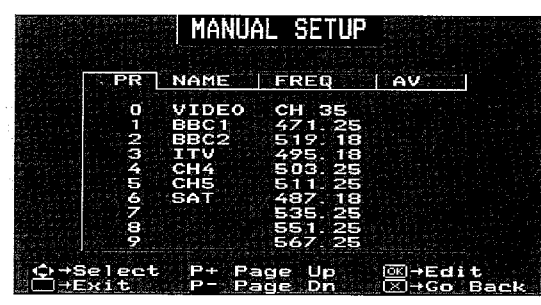 MANUAL SETUP
PR NAME FREQ AV
0 VIDEO CH 35
1 BBC1 471.25
2 BBC2 519.18
3 ITV 495.18
4 CH4 503.25
5 CH5 511.25
6 SAT 487.18
7 535.25
8 551.25
9 567.25
→Select P+ Page Up OK→Edit
→Exit P- Page Dn X→Go Back